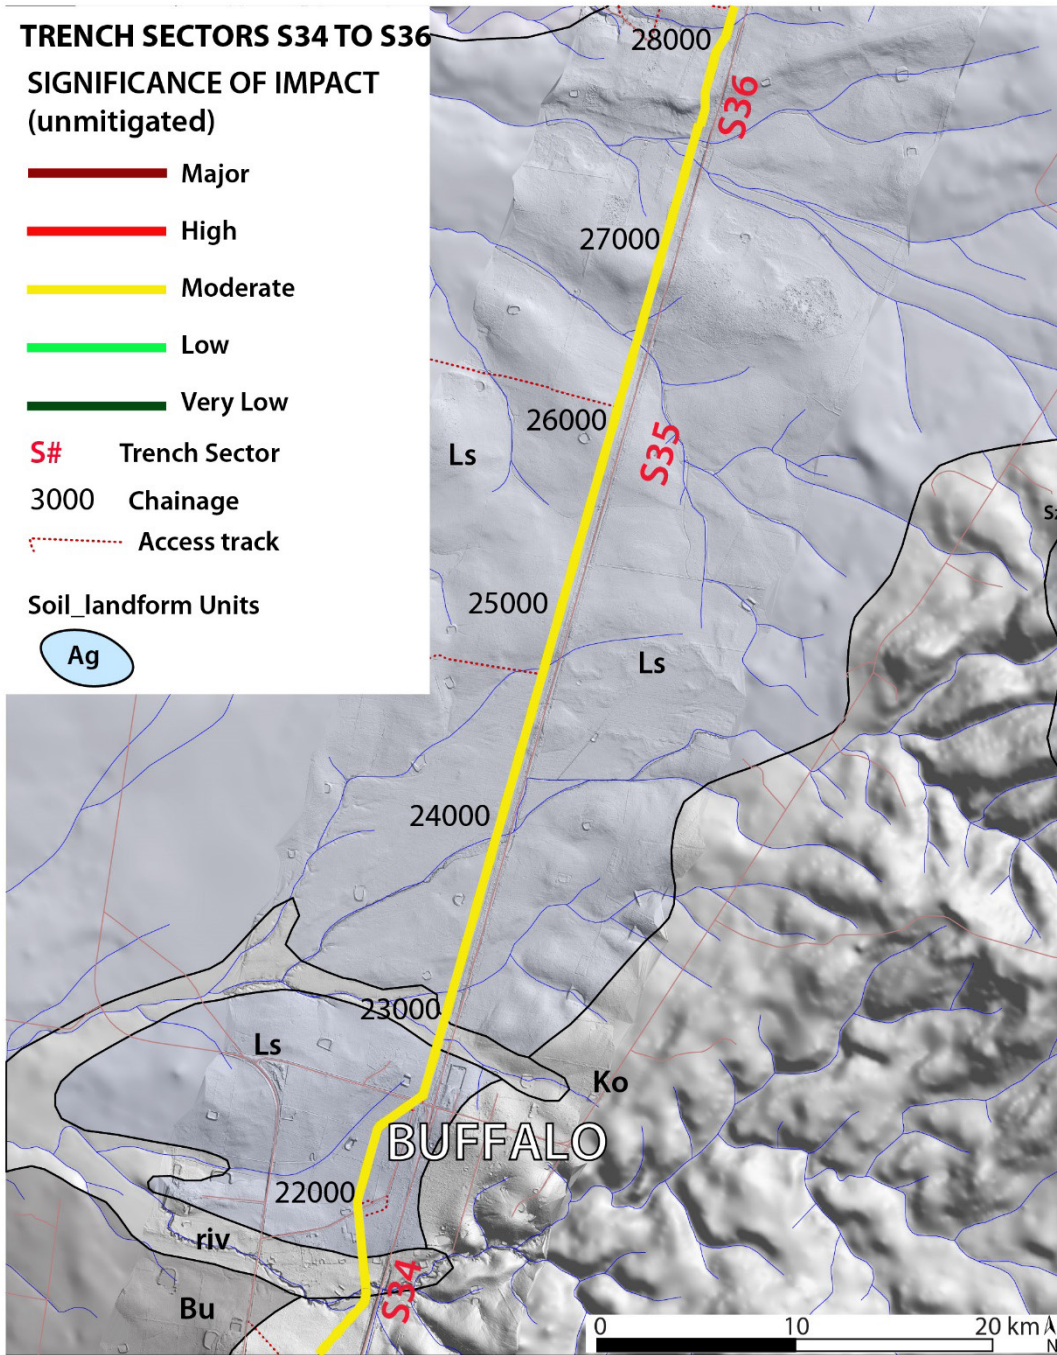 TRENCH SECTORS S34 TO S36
SIGNIFICANCE OF IMPACT
(unmitigated)
Major
High
Moderate
Low
Very Low
S# Trench Sector
3000 Chainage
Access track
Soil_landform Units
Ag
28000
S36
27000
26000
S35
Ls
25000
Ls
24000
23000
Ls
Ko
BUFFALO
22000
riv
S34
Bu
0 10 20 km
N